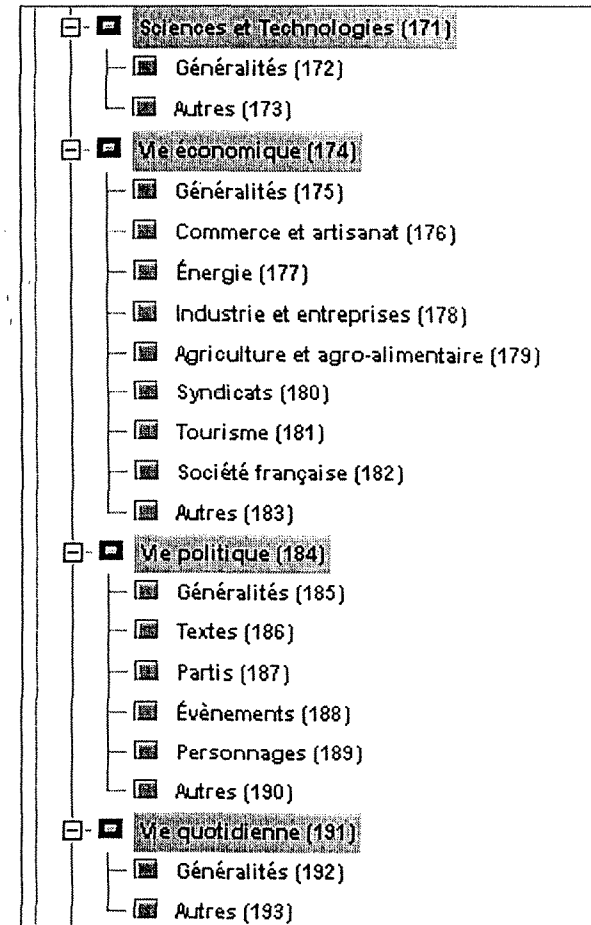 Sciences et Technologies (171)
Généralités (172)
Autres (173)
Vie économique (174)
Généralités (175)
Commerce et artisanat (176)
Énergie (177)
Industrie et entreprises (178)
Agriculture et agro-alimentaire (179)
Syndicats (180)
Tourisme (181)
Société française (182)
Autres (183)
Vie politique (184)
Généralités (185)
Textes (186)
Partis (187)
Évènements (188)
Personnages (189)
Autres (190)
Vie quotidienne (191)
Généralités (192)
Autres (193)